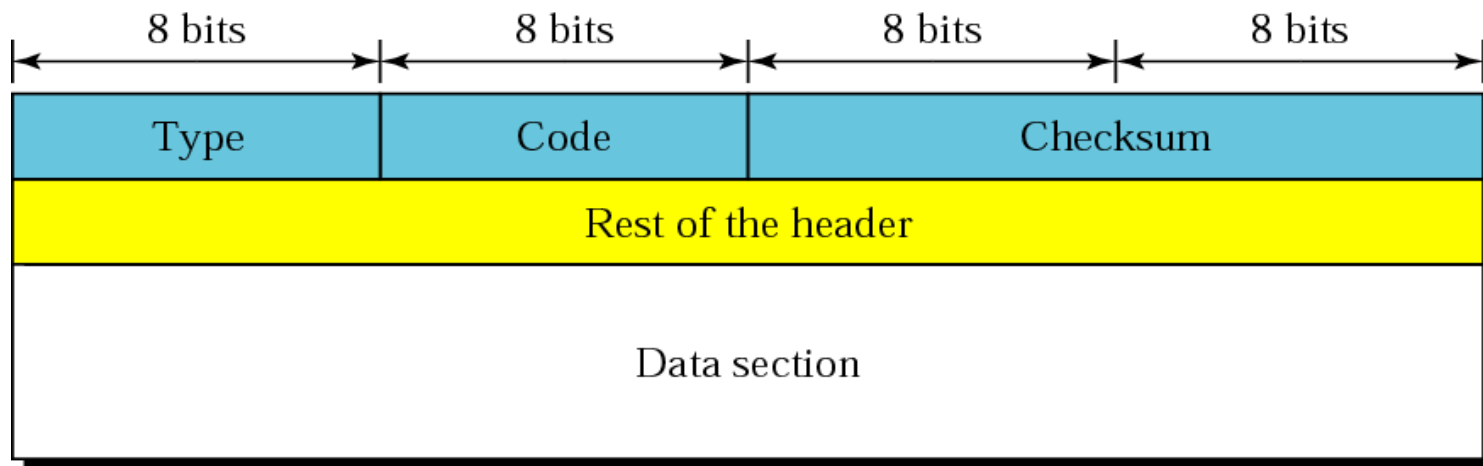 8 bits 8 bits 8 bits 8 bits
Type Code Checksum
Rest of the header
Data section